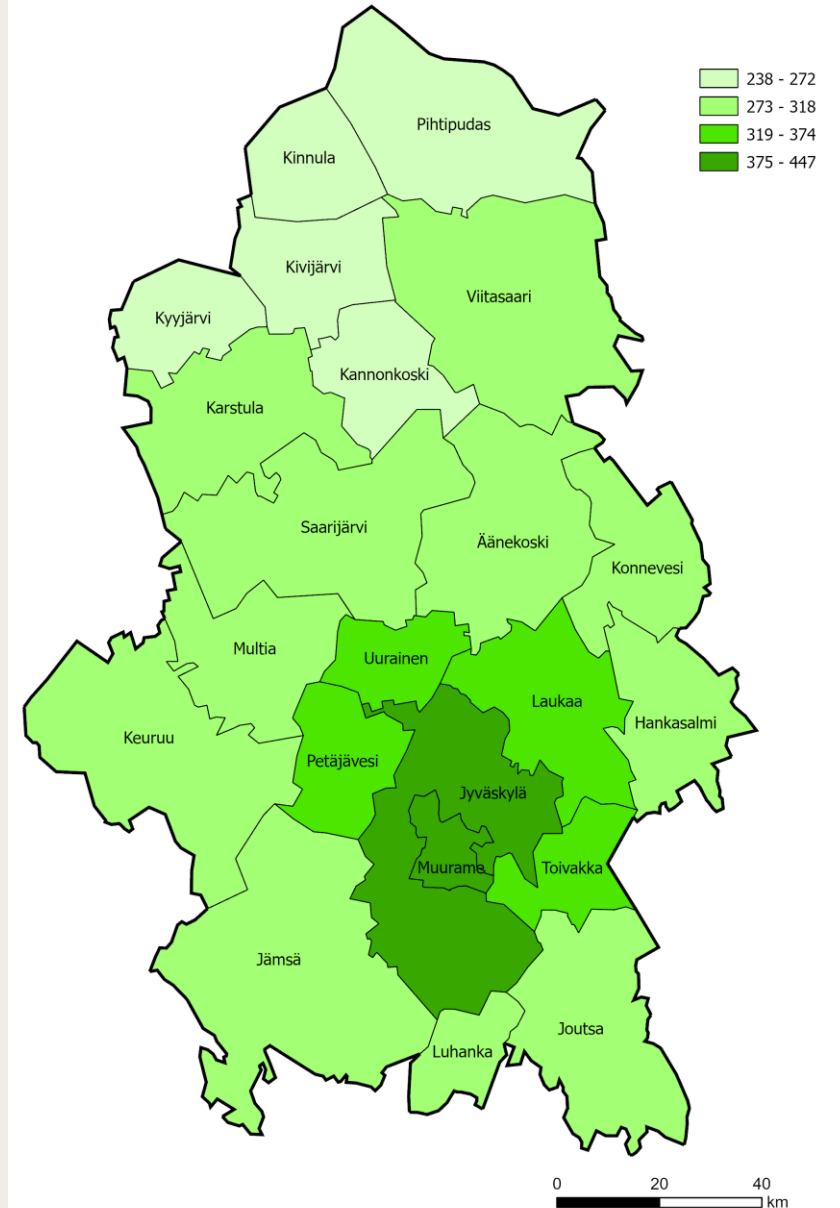 238 - 272
273 - 318
319 - 374
375 - 447
Pihtipudas
Kinnula
Kivijärvi
Viitasaari
Kyyjärvi
Kannonkoski
Karstula
Saarijärvi
Äänekoski
Konnevesi
Multia
Uurainen
Laukaa
Hankasalmi
Keuruu
Petäjävesi
Jyväskylä
Muurame
Toivakka
Jämsä
Joutsa
Luhanka
0 20 40
km